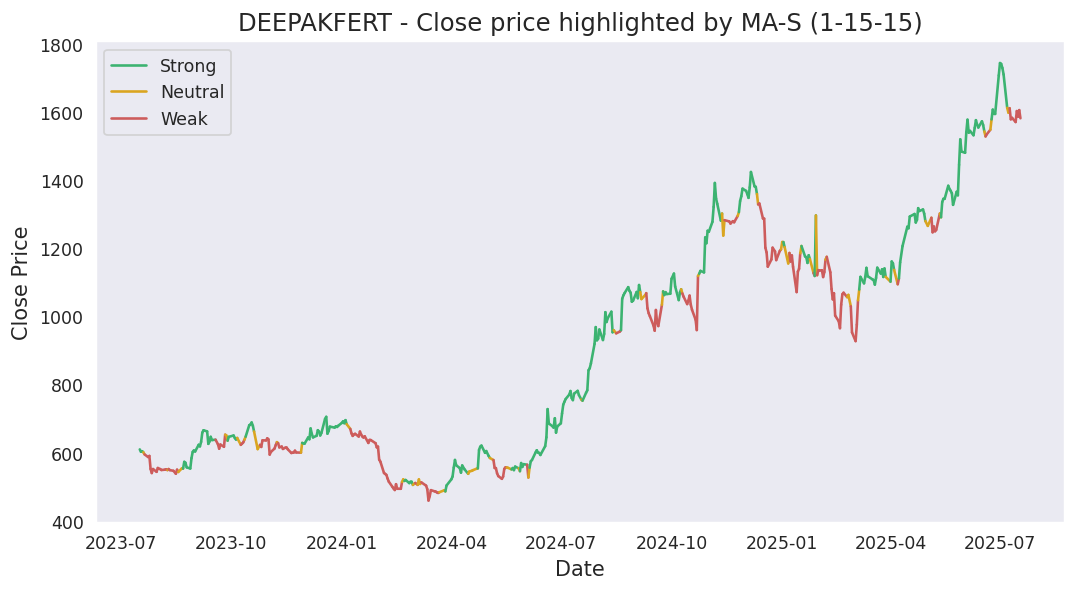 DEEPAKFERT - Close price highlighted by MA-S (1-15-15)
Strong
Neutral
Weak
Close Price
1800
1600
1400
1200
1000
800
600
400
2023-07 2023-10 2024-01 2024-04 2024-07 2024-10 2025-01 2025-04 2025-07
Date